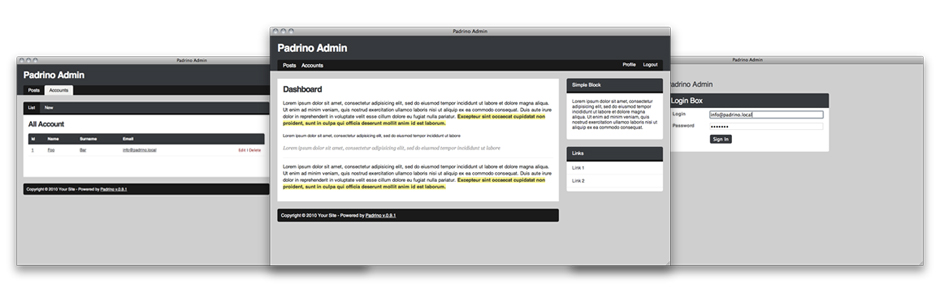 Padrino Admin
Padrino Admin
Posts Accounts
List New
All Account
Id Name Surname Email
1 Foo Bar info@padrino.local Edit | Delete
Copyright © 2010 Your Site - Powered by Padrino v.0.9.1
Padrino Admin
Padrino Admin
Posts Accounts Profile Logout
Dashboard
Lorem ipsum dolor sit amet, consectetur adipisicing elit, sed do eiusmod tempor incididunt ut labore et dolore magna aliqua.
Ut enim ad minim veniam, quis nostrud exercitation ullamco laboris nisi ut aliquip ex ea commodo consequat. Duis aute irure
dolor in reprehenderit in voluptate velit esse cillum dolore eu fugiat nulla pariatur. Excepteur sint occaecat cupidatat non
proident, sunt in culpa qui officia deserunt mollit anim id est laborum.
Lorem ipsum dolor sit amet, consectetur adipisicing elit, sed do eiusmod tempor incididunt ut labore
Lorem ipsum dolor sit amet, consectetur adipisicing elit, sed do eiusmod tempor incididunt ut labore
Lorem ipsum dolor sit amet, consectetur adipisicing elit, sed do eiusmod tempor incididunt ut labore et dolore magna aliqua.
Ut enim ad minim veniam, quis nostrud exercitation ullamco laboris nisi ut aliquip ex ea commodo consequat. Duis aute irure
dolor in reprehenderit in voluptate velit esse cillum dolore eu fugiat nulla pariatur. Excepteur sint occaecat cupidatat non
proident, sunt in culpa qui officia deserunt mollit anim id est laborum.
Simple Block
Lorem ipsum dolor sit amet,
consectetur adipisicing elit, sed do
eiusmod tempor incididunt ut labore
et dolore magna aliqua. Ut enim ad
minim veniam, quis nostrud
exercitation ullamco laboris nisi ut
aliquip ex ea commodo consequat.
Links
Link 1
Link 2
Copyright © 2010 Your Site - Powered by Padrino v.0.9.1
Padrino Admin
adrino Admin
Login Box
Login info@padrino.local
Password •••••••
Sign In